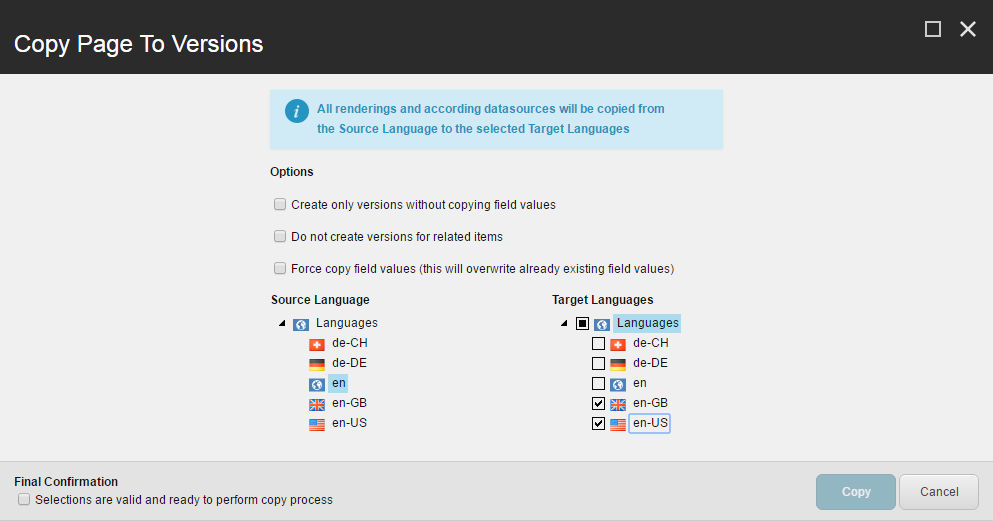 Copy Page To Versions
All renderings and according datasources will be copied from
the Source Language to the selected Target Languages
Options
Create only versions without copying field values
Do not create versions for related items
Force copy field values (this will overwrite already existing field values)
Source Language
Languages
de-CH
de-DE
en
en-GB
en-US
Target Languages
Languages
de-CH
de-DE
en
en-GB
en-US
Final Confirmation
Selections are valid and ready to perform copy process
Copy
Cancel